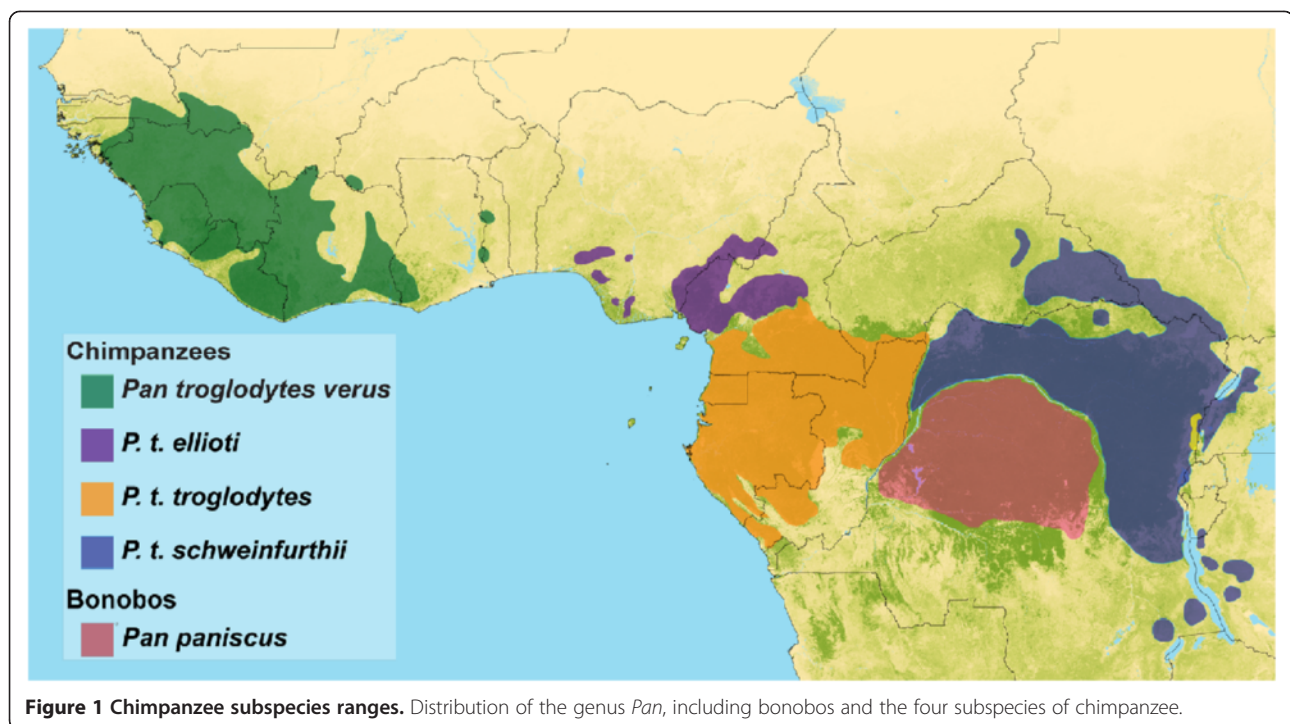 Chimpanzees
Pan troglodytes verus
P. t. ellioti
P. t. troglodytes
P. t. schweinfurthii
Bonobos
Pan paniscus
Figure 1 Chimpanzee subspecies ranges. Distribution of the genus Pan, including bonobos and the four subspecies of chimpanzee.